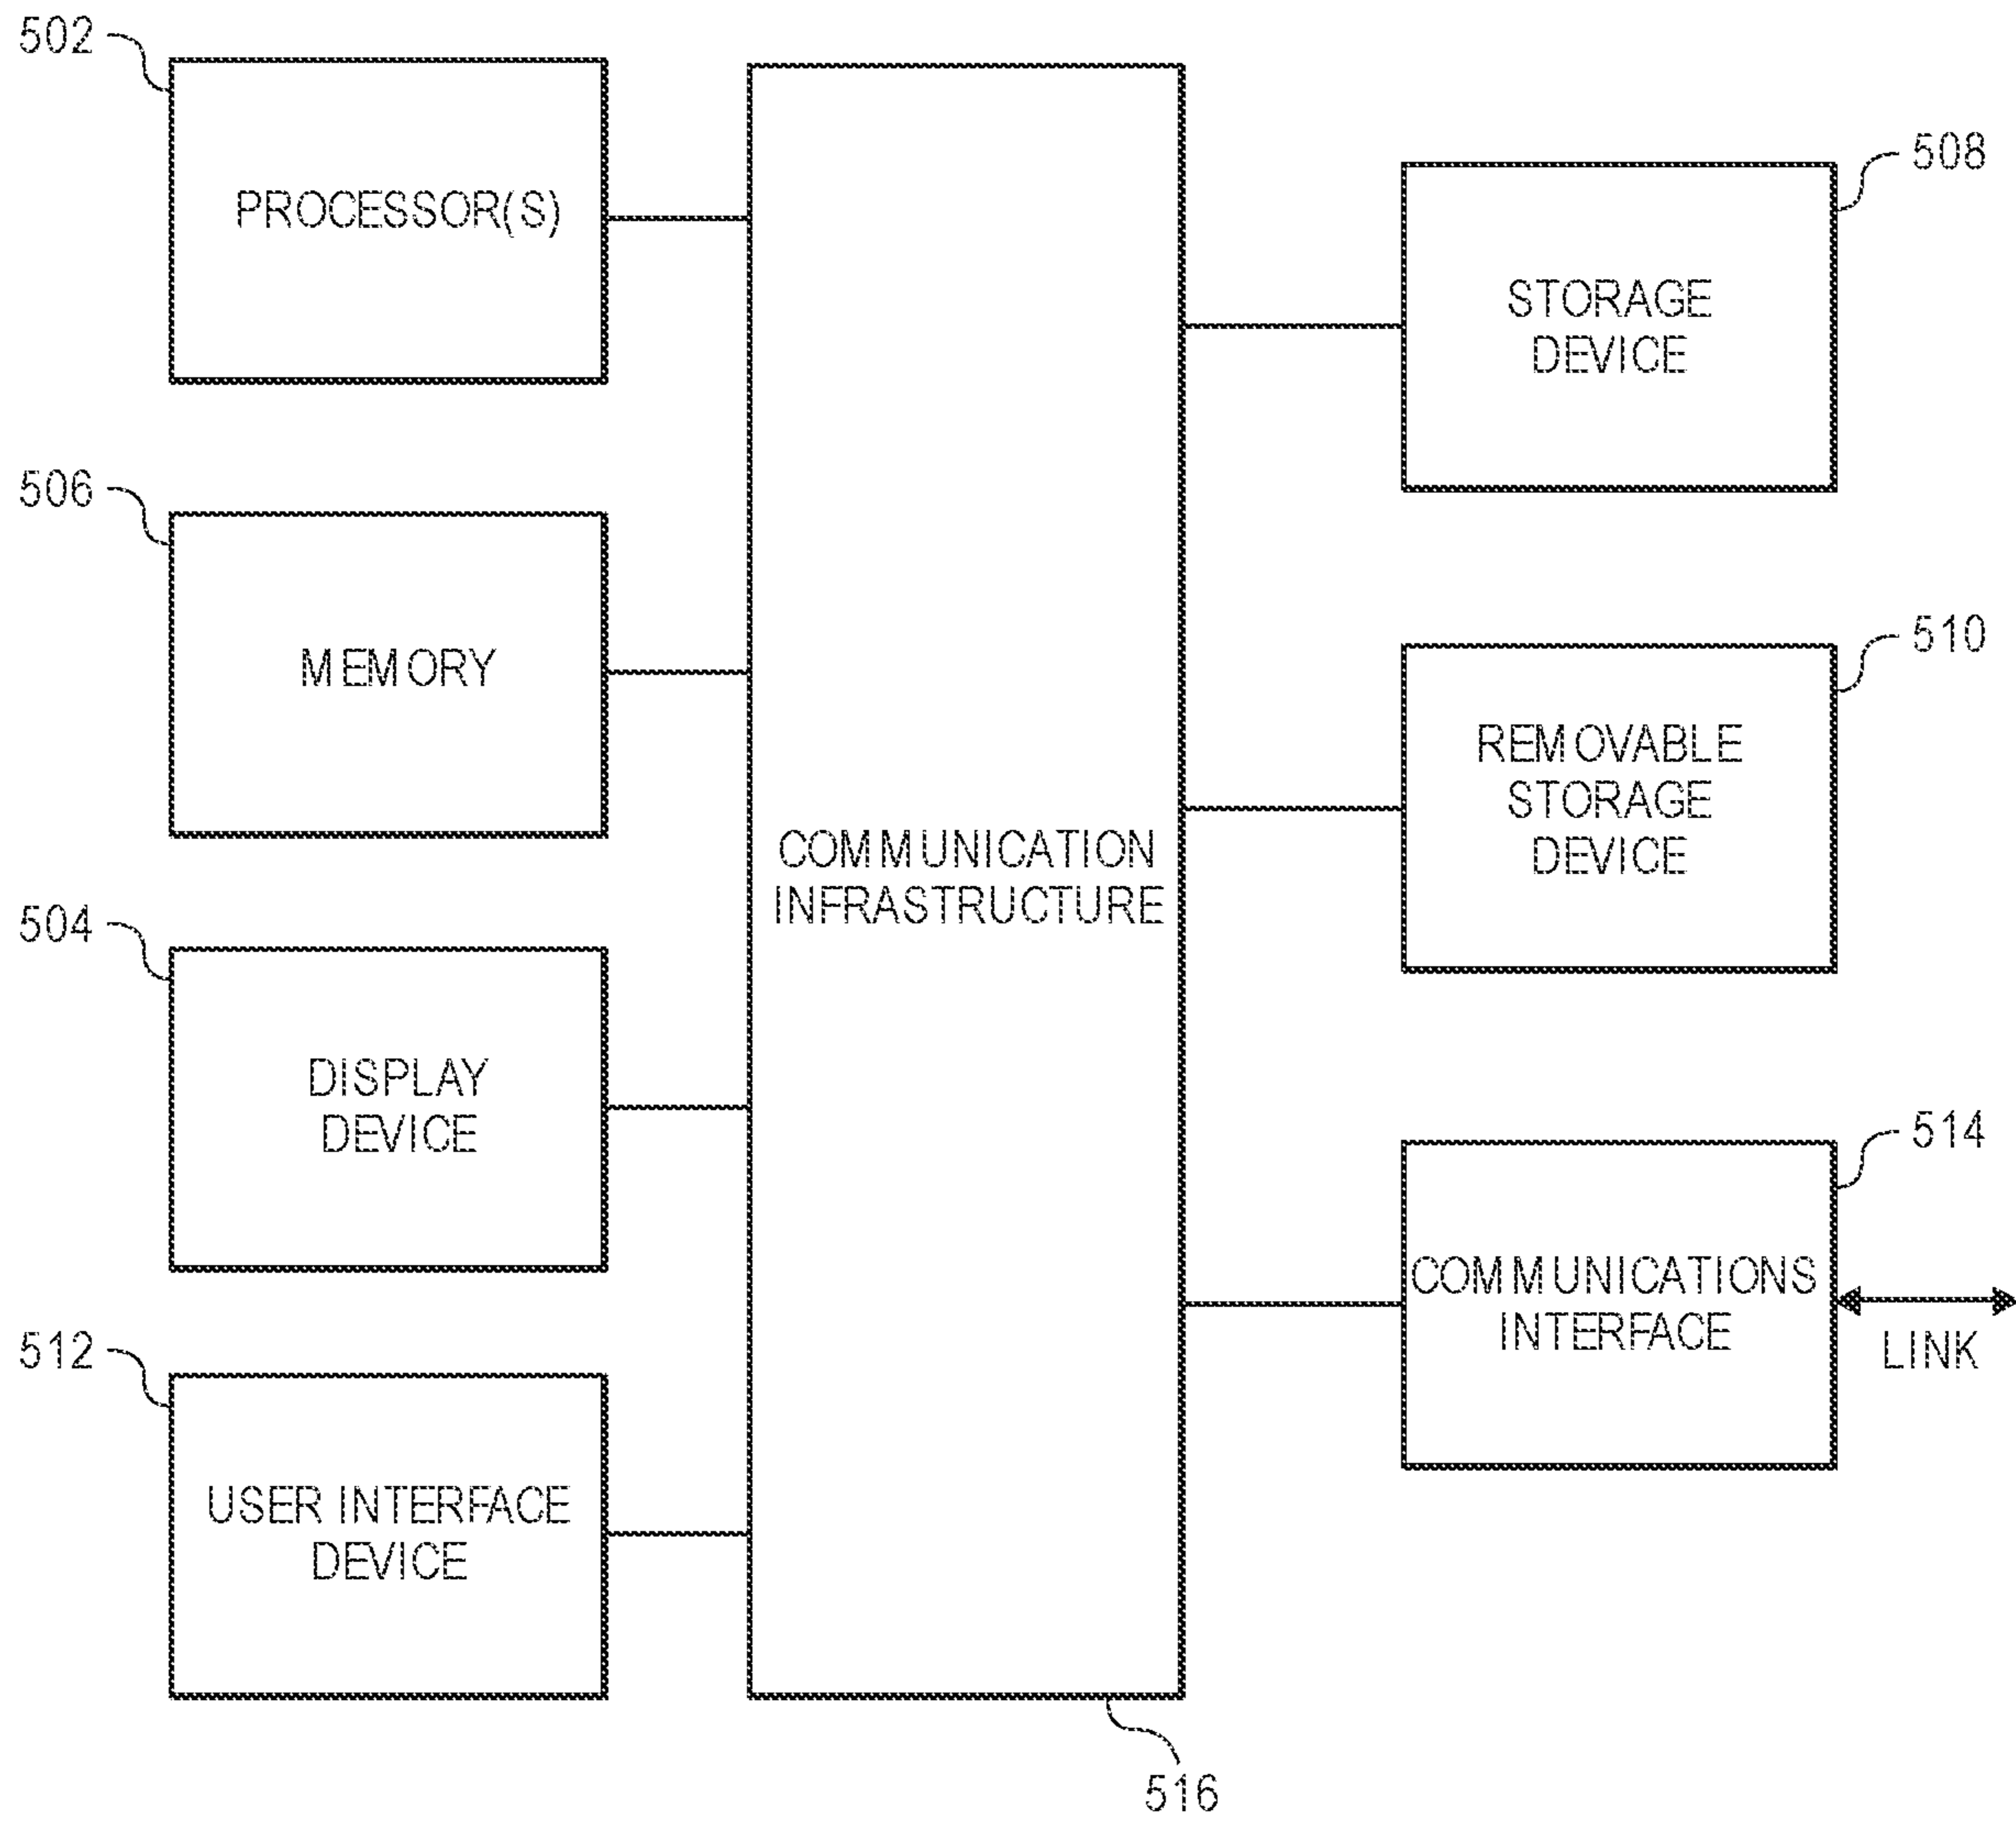 502
PROCESSOR(S)
506
MEMORY
504
DISPLAY
DEVICE
512
USER INTERFACE
DEVICE
COMMUNICATION
INFRASTRUCTURE
516
508
STORAGE
DEVICE
510
REMOVABLE
STORAGE
DEVICE
514
COMMUNICATIONS
INTERFACE
LINK